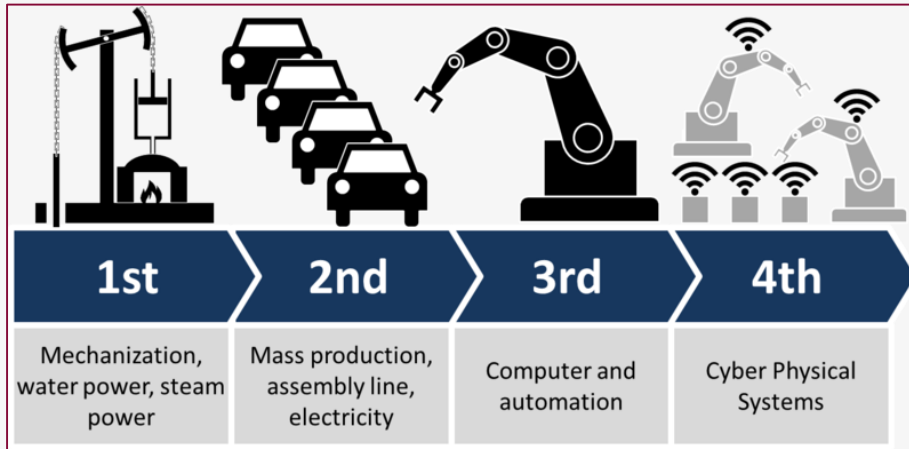 1st
2nd
3rd
4th
Mechanization,
water power, steam
power
Mass production,
assembly line,
electricity
Computer and
automation
Cyber Physical
Systems